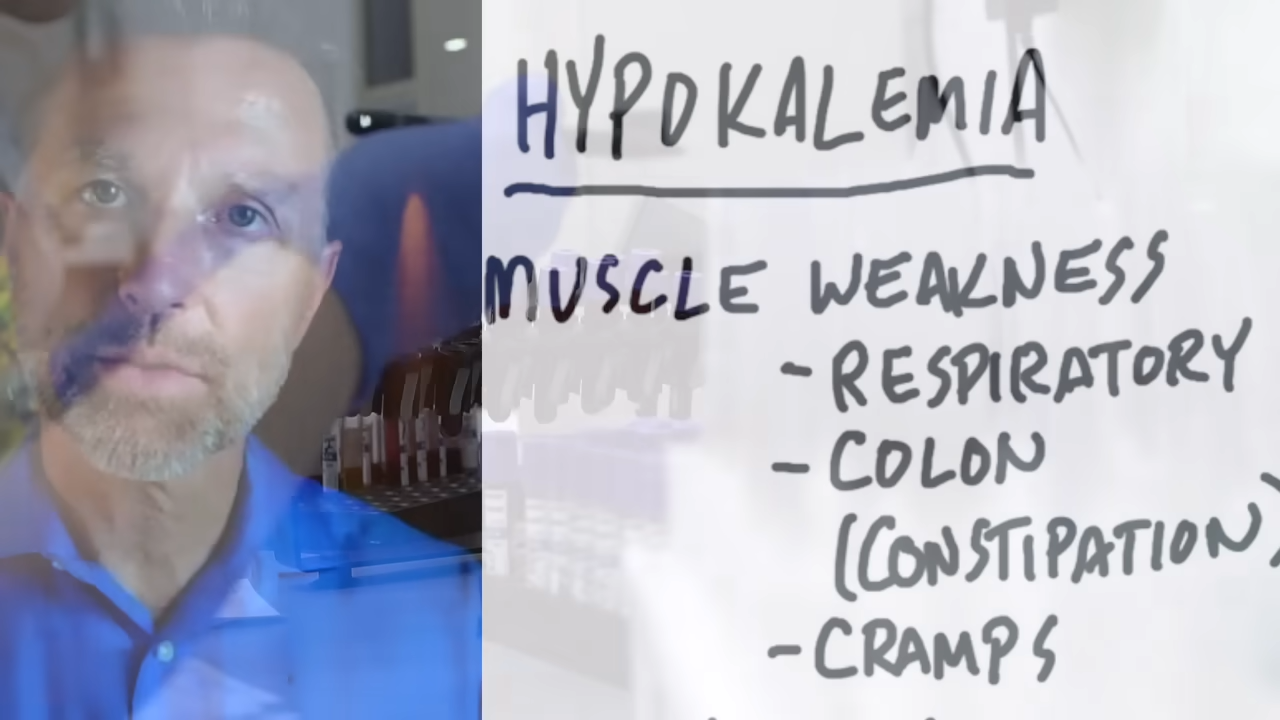 HYPOKALEMIA
MUSCLE WEAKNESS
- RESPIRATORY
- COLON
(CONSTIPATION)
- CRAMPS